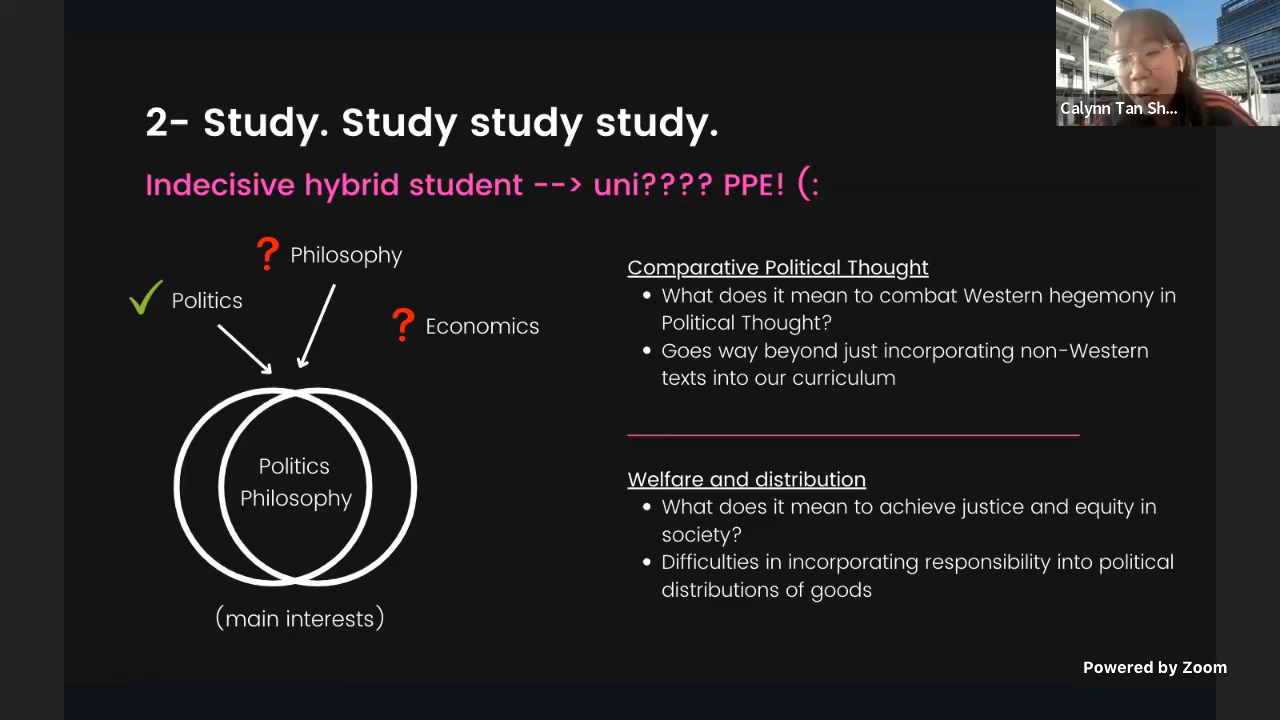 Calynn Tan Sh...
2- Study. Study study study.
Indecisive hybrid student --> uni???? PPE! (:
? Philosophy
✓ Politics
? Economics
Politics
Philosophy
(main interests)
Comparative Political Thought
• What does it mean to combat Western hegemony in
Political Thought?
• Goes way beyond just incorporating non-Western
texts into our curriculum
Welfare and distribution
• What does it mean to achieve justice and equity in
society?
• Difficulties in incorporating responsibility into political
distributions of goods
Powered by Zoom